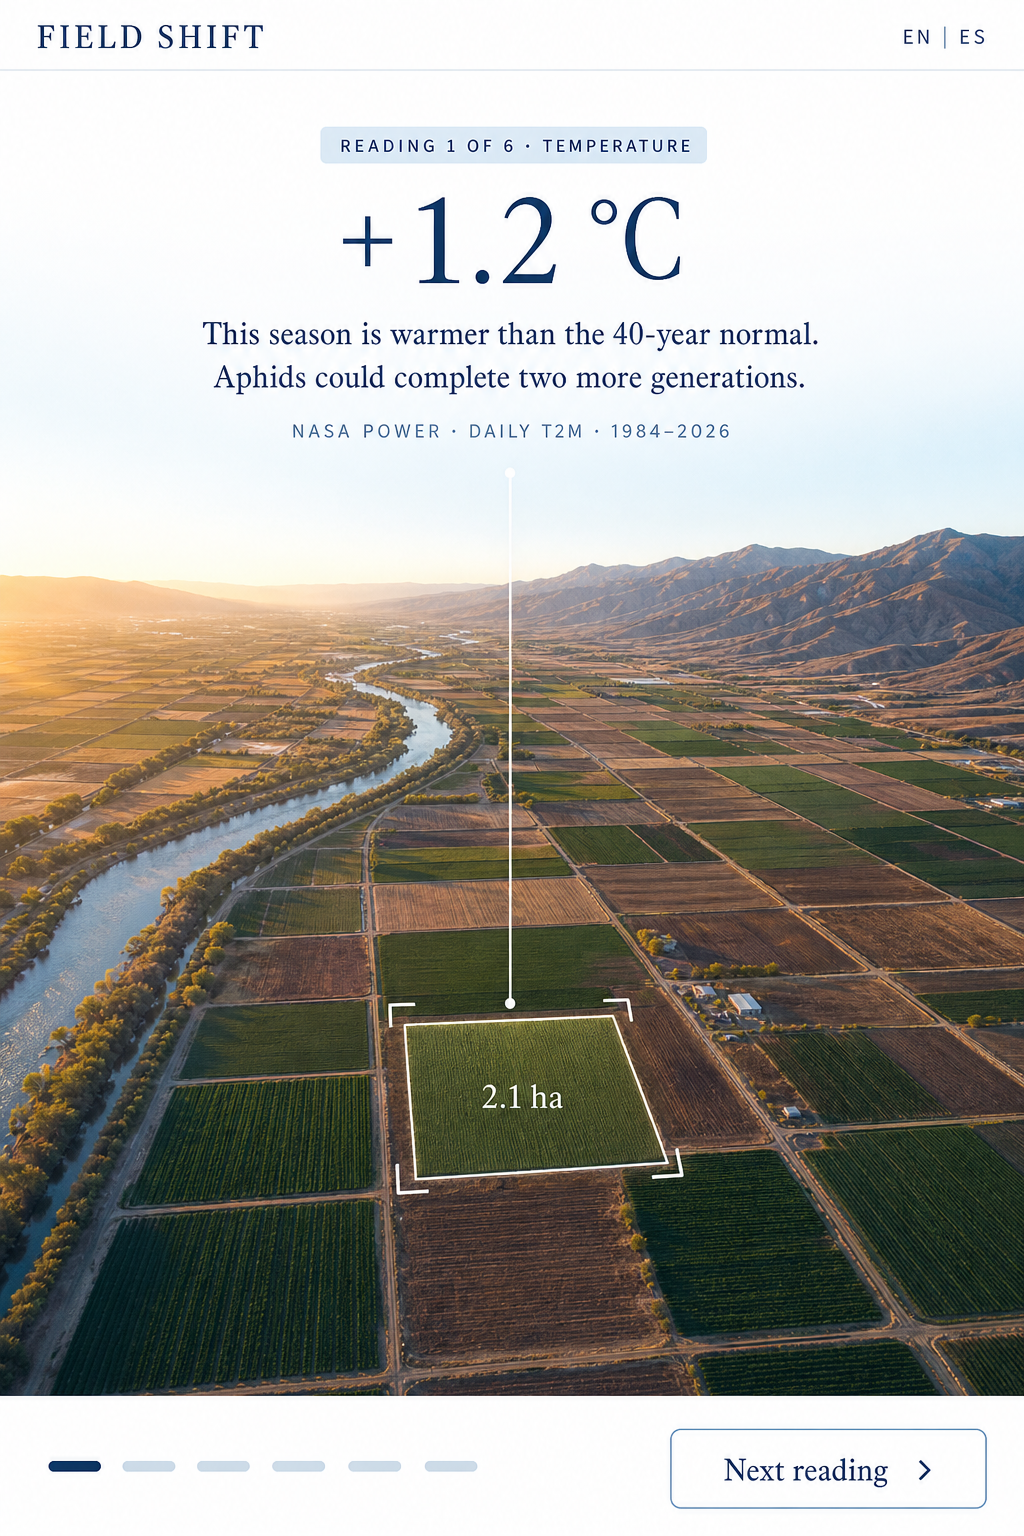 FIELD SHIFT
EN | ES
READING 1 OF 6 · TEMPERATURE
+1.2 °C
This season is warmer than the 40-year normal.
Aphids could complete two more generations.
NASA POWER · DAILY T2M · 1984–2026
2.1 ha
Next reading